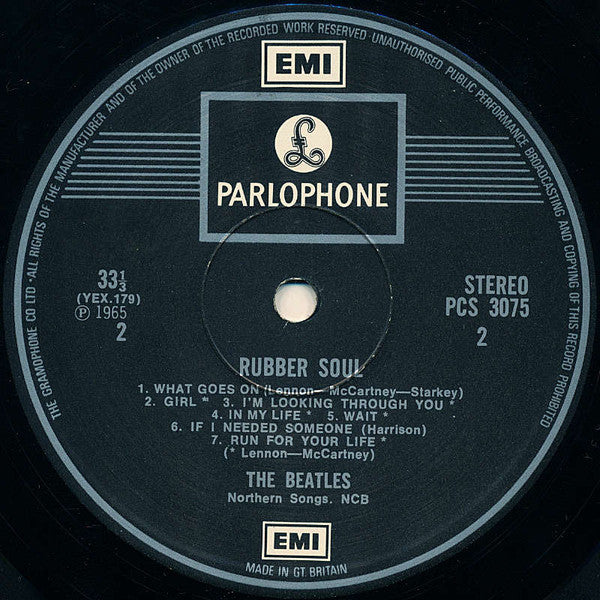 THE GRAMOPHONE CO LTD · ALL RIGHTS OF THE MANUFACTURER AND OF THE OWNER OF THE RECORDED WORK RESERVED UNAUTHORISED PUBLIC PERFORMANCE BROADCASTING AND COPYING OF THIS RECORD PROHIBITED
EMI
£
PARLOPHONE
33⅓
(YEX.179)
Ⓟ 1965
2
STEREO
PCS 3075
2
RUBBER SOUL
1. WHAT GOES ON (Lennon—McCartney—Starkey)
2. GIRL * 3. I'M LOOKING THROUGH YOU *
4. IN MY LIFE * 5. WAIT *
6. IF I NEEDED SOMEONE (Harrison)
7. RUN FOR YOUR LIFE *
(* Lennon—McCartney)
THE BEATLES
Northern Songs. NCB
EMI
MADE IN GT. BRITAIN